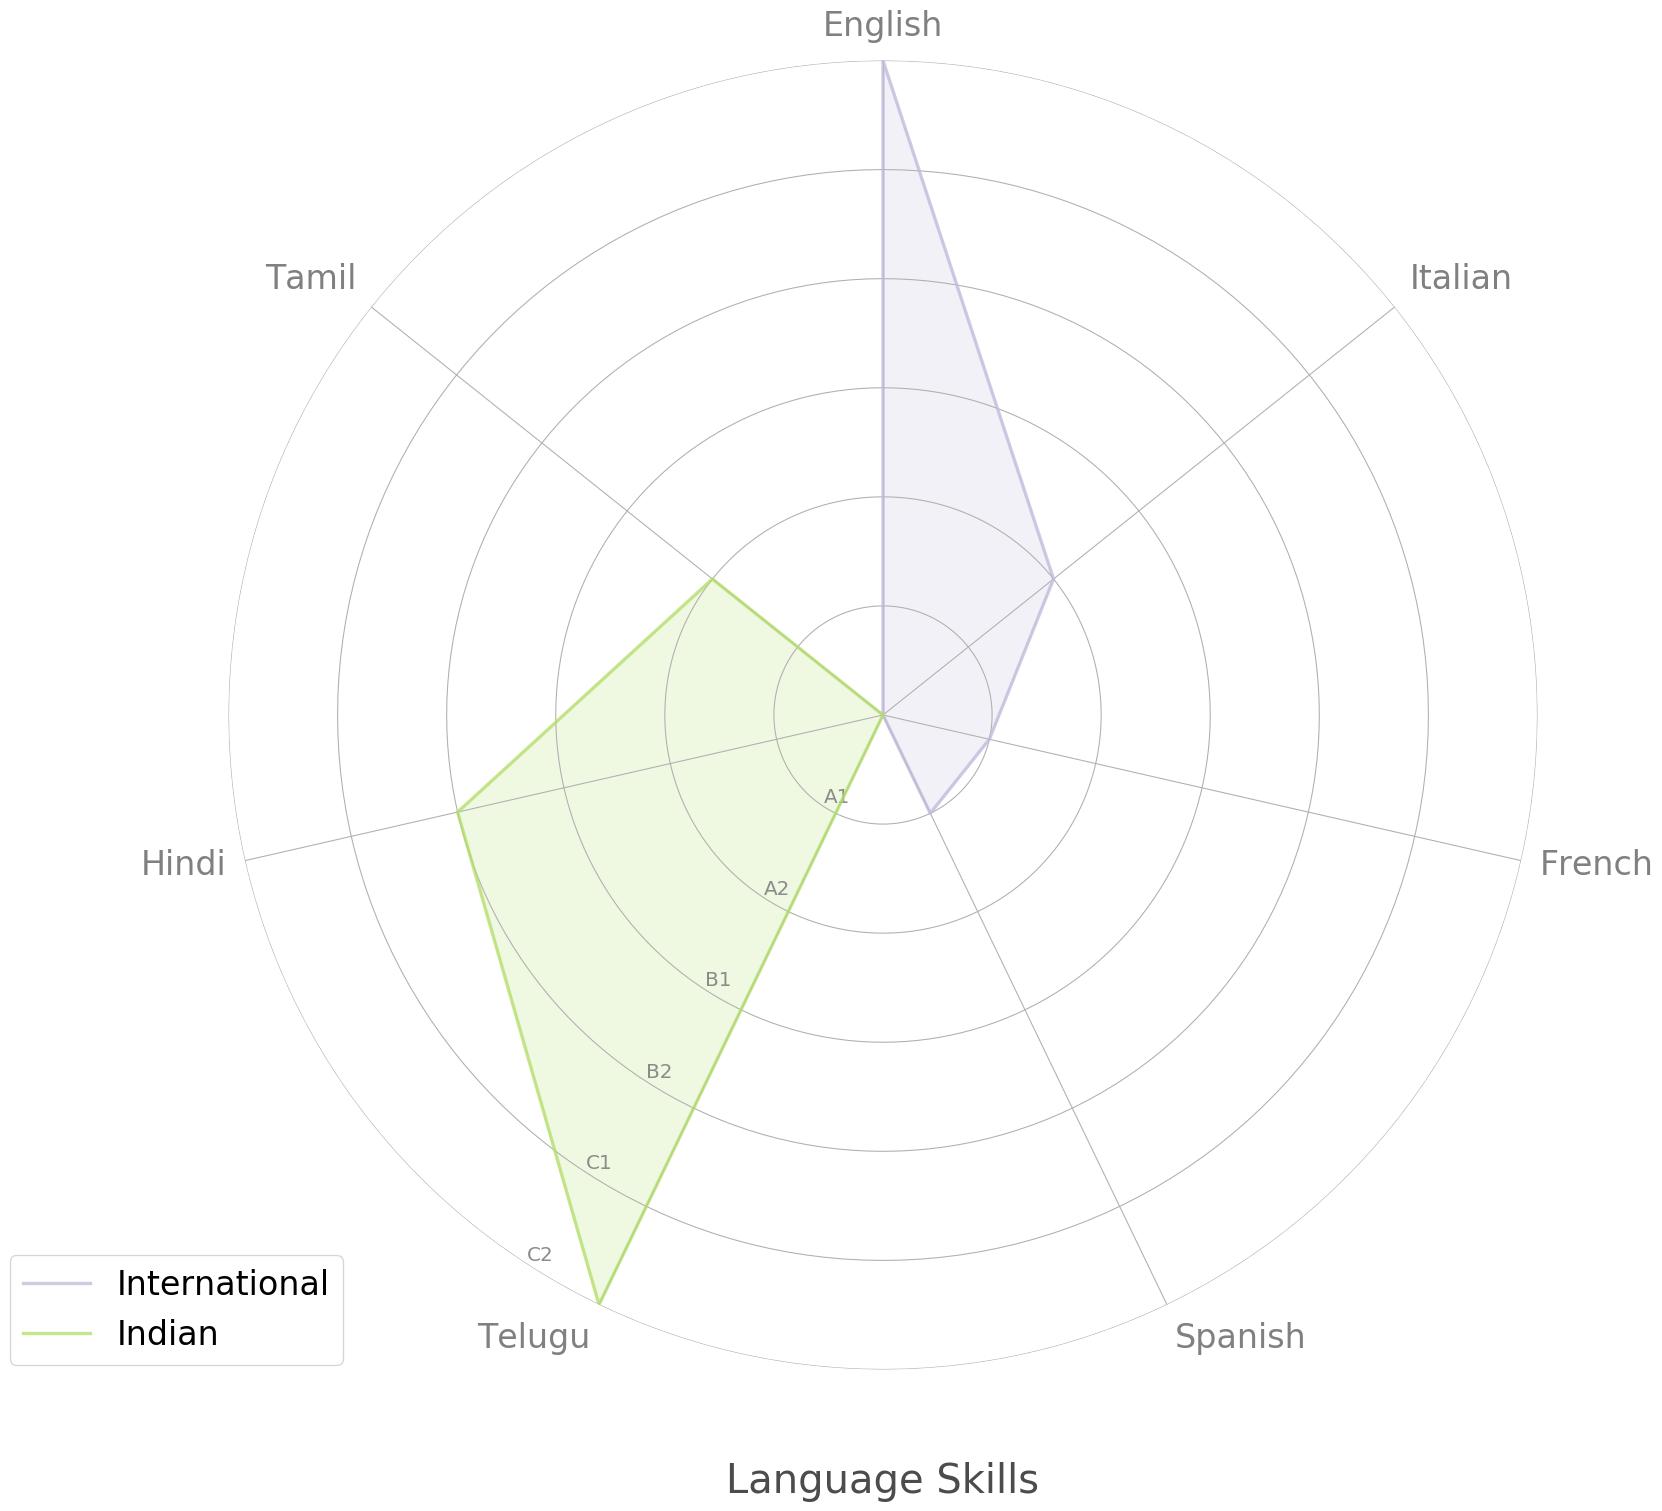 English
Tamil
Italian
A1
Hindi
French
A2
B1
B2
C1
C2
International
Indian
Telugu
Spanish
Language Skills